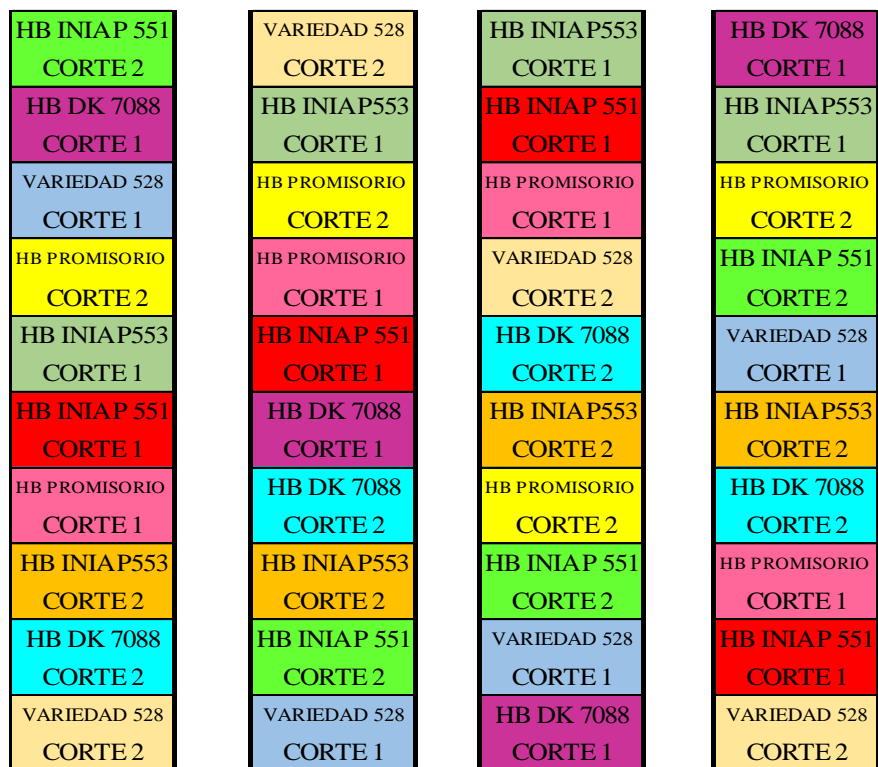 HB INIAP 551
CORTE 2
HB DK 7088
CORTE 1
VARIEDAD 528
CORTE 1
HB PROMISORIO
CORTE 2
HB INIAP553
CORTE 1
HB INIAP 551
CORTE 1
HB PROMISORIO
CORTE 1
HB INIAP553
CORTE 2
HB DK 7088
CORTE 2
VARIEDAD 528
CORTE 2
VARIEDAD 528
CORTE 2
HB INIAP553
CORTE 1
HB PROMISORIO
CORTE 2
HB PROMISORIO
CORTE 1
HB INIAP 551
CORTE 1
HB DK 7088
CORTE 1
HB DK 7088
CORTE 2
HB INIAP553
CORTE 2
HB INIAP 551
CORTE 2
VARIEDAD 528
CORTE 1
HB INIAP553
CORTE 1
HB INIAP 551
CORTE 1
HB PROMISORIO
CORTE 1
VARIEDAD 528
CORTE 2
HB DK 7088
CORTE 2
HB INIAP553
CORTE 2
HB PROMISORIO
CORTE 2
HB INIAP 551
CORTE 2
VARIEDAD 528
CORTE 1
HB DK 7088
CORTE 1
HB DK 7088
CORTE 1
HB INIAP553
CORTE 1
HB PROMISORIO
CORTE 2
HB INIAP 551
CORTE 2
VARIEDAD 528
CORTE 1
HB INIAP553
CORTE 2
HB DK 7088
CORTE 2
HB PROMISORIO
CORTE 1
HB INIAP 551
CORTE 1
VARIEDAD 528
CORTE 2